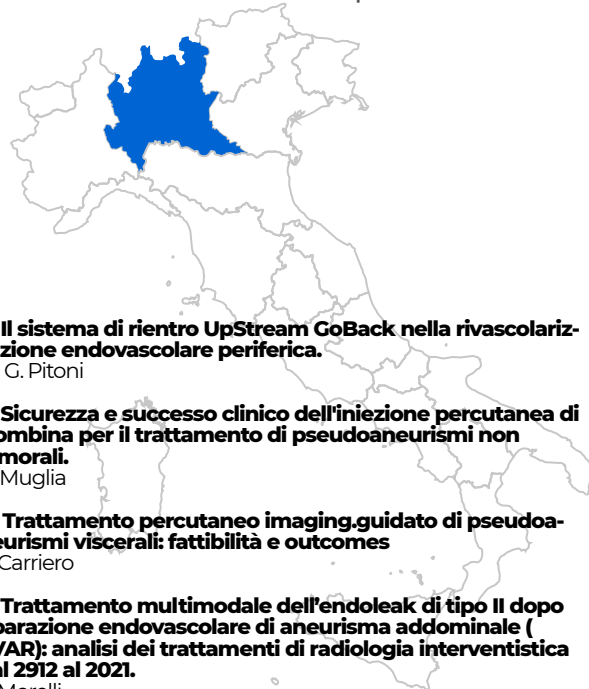 Il sistema di rientro UpStream GoBack nella rivascolariz-
zione endovascolare periferica.
G. Pitoni
Sicurezza e successo clinico dell'iniezione percutanea di
ombina per il trattamento di pseudoaneurismi non
morali.
Muglia
Trattamento percutaneo imaging.guidato di pseudoa-
eurismi viscerali: fattibilità e outcomes
Carriero
Trattamento multimodale dell’endoleak di tipo II dopo
parazione endovascolare di aneurisma addominale (
VAR): analisi dei trattamenti di radiologia interventistica
al 2912 al 2021.
Morelli